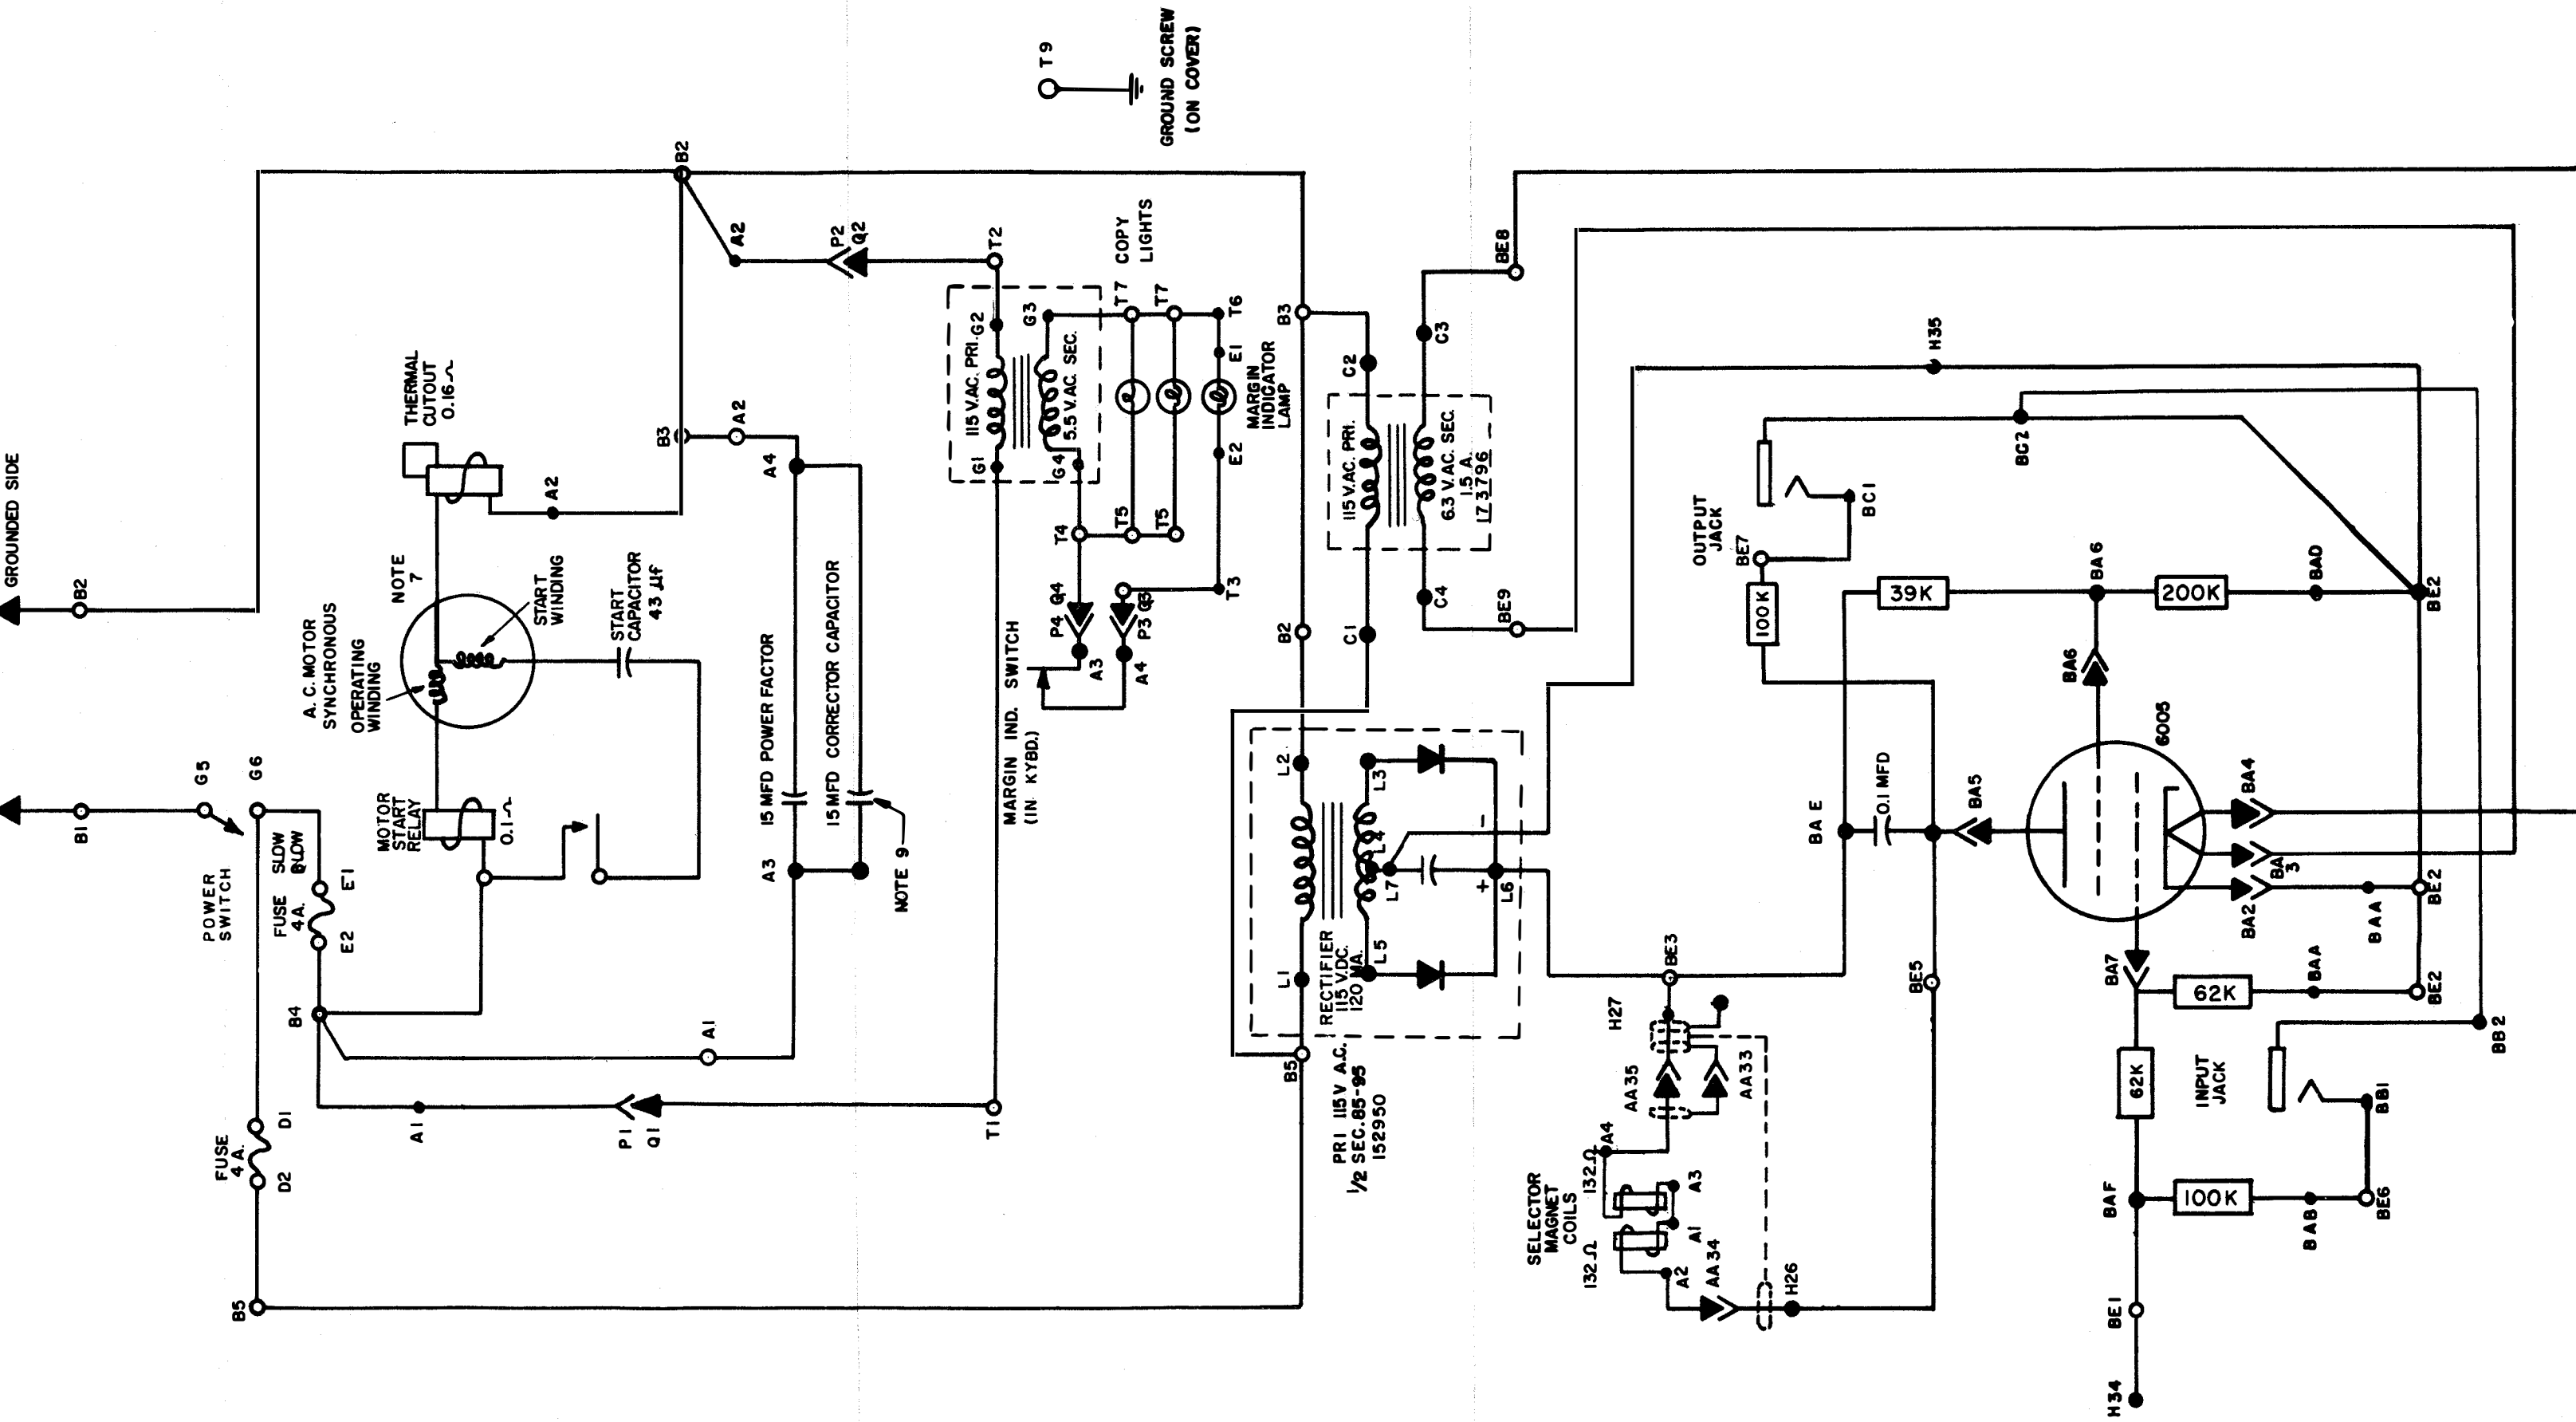 GROUNDED SIDE
B2
B1
G5
G6
POWER
SWITCH
SLOW
BLOW
FUSE
4 A.
E1
E2
B4
FUSE
4 A.
D1
D2
B5
A.C. MOTOR
SYNCHRONOUS
OPERATING
WINDING
NOTE
7
START
WINDING
START
CAPACITOR
43 µf
THERMAL
CUTOUT
0.16Ω
A2
MOTOR
START
RELAY
0.1Ω
B2
A2
P2
Q2
T2
B3
A2
A4
15 MFD POWER FACTOR
15 MFD CORRECTOR CAPACITOR
A3
NOTE 9
A1
A1
P1
Q1
T1
T9
GROUND SCREW
(ON COVER)
115 V.AC. PRI.
G2
G1
G3
5.5 V.AC. SEC.
G4
T7
T7
COPY
LIGHTS
T6
E1
MARGIN
INDICATOR
LAMP
E2
T4
T5
T5
T3
P4
Q4
P3
Q3
A3
A4
MARGIN IND. SWITCH
(IN KYBD.)
B3
C2
115 V.AC. PRI.
6.3 V. AC. SEC.
1.5 A.
173796
C3
C1
C4
B2
BE8
BE9
L2
L3
L4
L7
L6
+
-
L1
L5
RECTIFIER
115 V.DC.
120 MA.
B5
PRI 115 V A.C.
1/2 SEC. 85-95
152950
SELECTOR
MAGNET
COILS
132Ω
132Ω
A4
A3
A1
A2
AA34
H26
AA35
AA33
H27
BE3
BE5
OUTPUT
JACK
BE7
BC1
100K
BC2
H35
39K
BA6
200K
BAD
BE2
BAE
0.1 MFD
BA5
BA6
6005
BA4
BA
3
BA2
BAA
BE2
BA7
62K
BAA
BE2
62K
INPUT
JACK
BB2
BB1
BAF
100K
BAB
BE6
BE1
H34